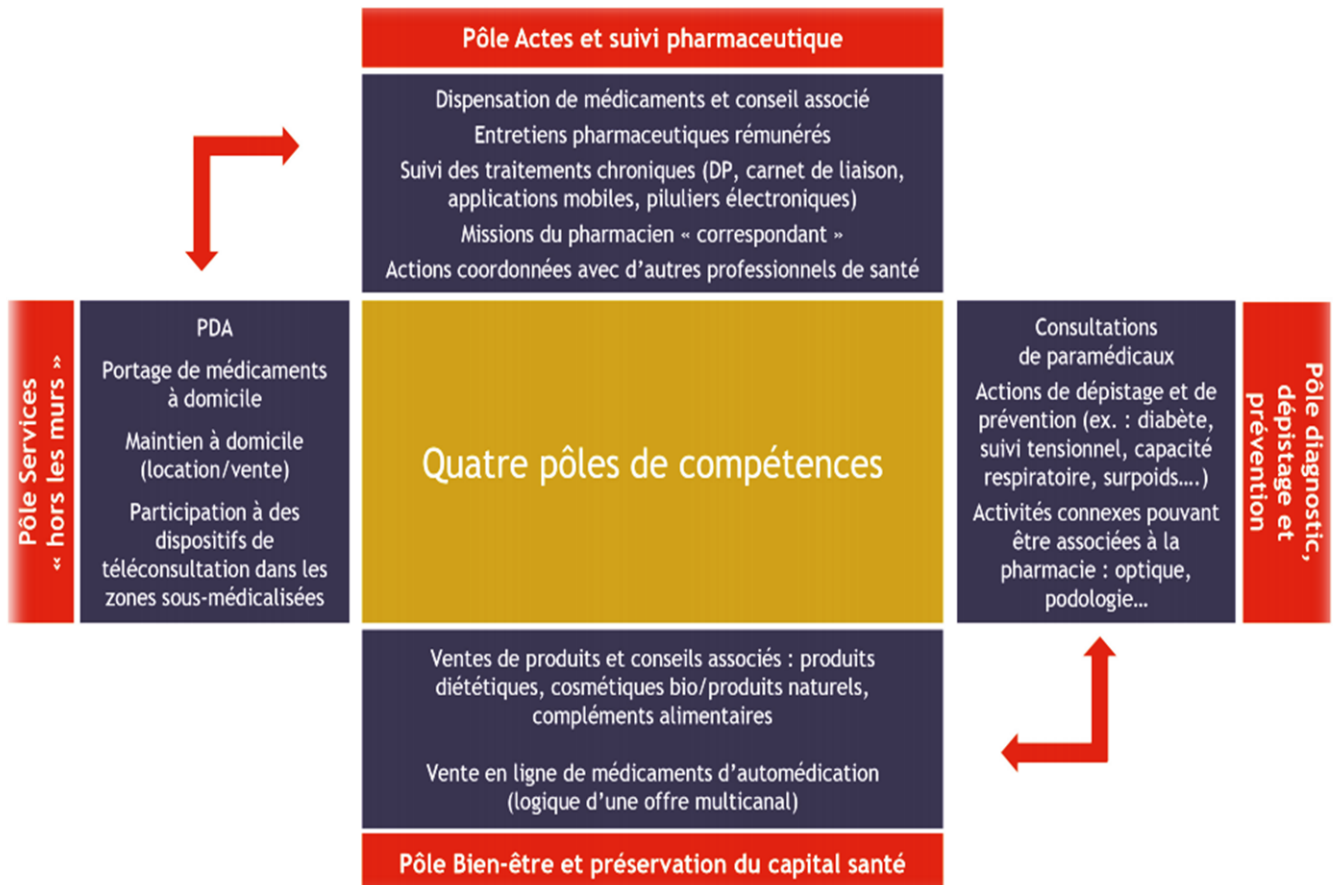 Pôle Actes et suivi pharmaceutique
Dispensation de médicaments et conseil associé
Entretiens pharmaceutiques rémunérés
Suivi des traitements chroniques (DP, carnet de liaison,
applications mobiles, piluliers électroniques)
Missions du pharmacien « correspondant »
Actions coordonnées avec d'autres professionnels de santé
Pôle Services
« hors les murs »
PDA
Portage de médicaments
à domicile
Maintien à domicile
(location/vente)
Participation à des
dispositifs de
téléconsultation dans les
zones sous-médicalisées
Quatre pôles de compétences
Consultations
de paramédicaux
Actions de dépistage et de
prévention (ex. : diabète,
suivi tensionnel, capacité
respiratoire, surpoids….)
Activités connexes pouvant
être associées à la
pharmacie : optique,
podologie…
Pôle diagnostic,
dépistage et
prévention
Ventes de produits et conseils associés : produits
diététiques, cosmétiques bio/produits naturels,
compléments alimentaires
Vente en ligne de médicaments d'automédication
(logique d'une offre multicanal)
Pôle Bien-être et préservation du capital santé